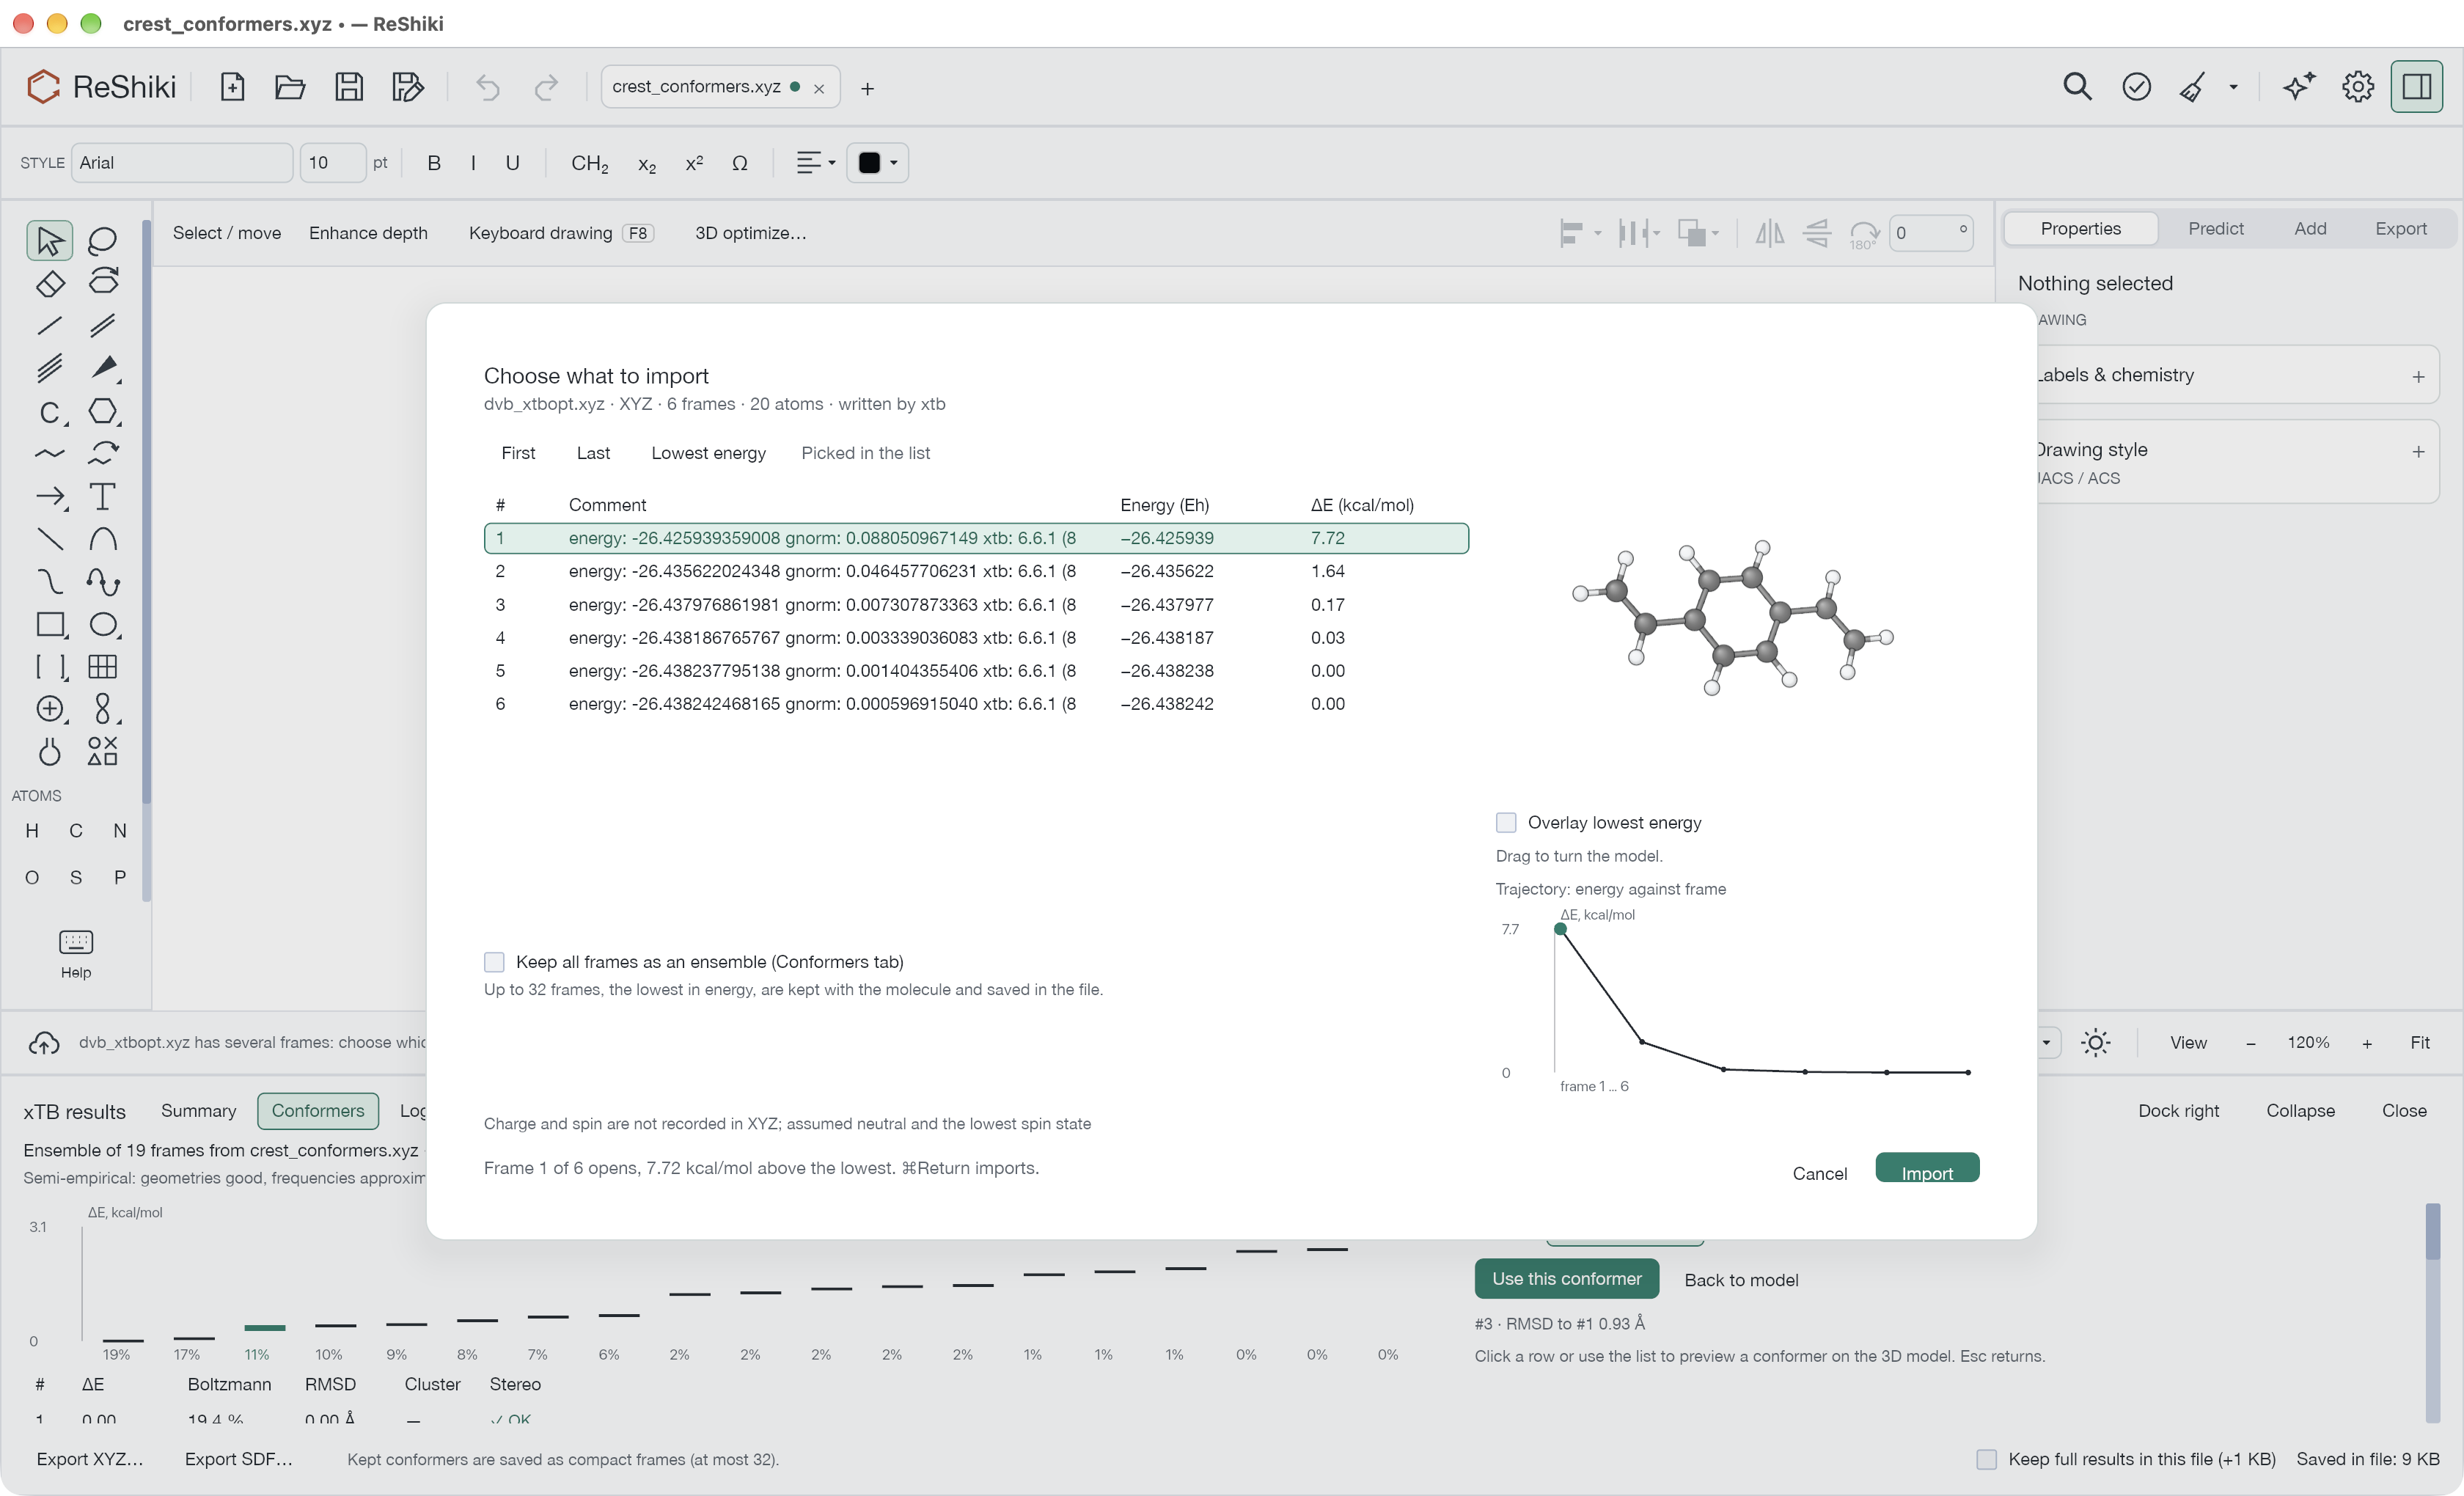 crest_conformers.xyz • — ReShiki
ReShiki
crest_conformers.xyz
STYLE Arial 10 pt B I U CH₂ x₂ x² Ω
Select / move Enhance depth Keyboard drawing F8 3D optimize...
180° 0 °
Properties Predict Add Export
Nothing selected
AWING
Labels & chemistry +
Drawing style +
JACS / ACS
C
T
ATOMS
H C N
O S P
Help
Choose what to import
dvb_xtbopt.xyz · XYZ · 6 frames · 20 atoms · written by xtb
First Last Lowest energy Picked in the list
# Comment Energy (Eh) ΔE (kcal/mol)
1 energy: -26.425939359008 gnorm: 0.088050967149 xtb: 6.6.1 (8 −26.425939 7.72
2 energy: -26.435622024348 gnorm: 0.046457706231 xtb: 6.6.1 (8 −26.435622 1.64
3 energy: -26.437976861981 gnorm: 0.007307873363 xtb: 6.6.1 (8 −26.437977 0.17
4 energy: -26.438186765767 gnorm: 0.003339036083 xtb: 6.6.1 (8 −26.438187 0.03
5 energy: -26.438237795138 gnorm: 0.001404355406 xtb: 6.6.1 (8 −26.438238 0.00
6 energy: -26.438242468165 gnorm: 0.000596915040 xtb: 6.6.1 (8 −26.438242 0.00
Overlay lowest energy
Drag to turn the model.
Trajectory: energy against frame
ΔE, kcal/mol
7.7
0
frame 1 ... 6
Keep all frames as an ensemble (Conformers tab)
Up to 32 frames, the lowest in energy, are kept with the molecule and saved in the file.
Charge and spin are not recorded in XYZ; assumed neutral and the lowest spin state
Frame 1 of 6 opens, 7.72 kcal/mol above the lowest. ⌘Return imports.
Cancel Import
dvb_xtbopt.xyz has several frames: choose whic
View − 120% + Fit
xTB results Summary Conformers Log
Dock right Collapse Close
Ensemble of 19 frames from crest_conformers.xyz
Semi-empirical: geometries good, frequencies approxim
ΔE, kcal/mol
3.1
0
19% 17% 11% 10% 9% 8% 7% 6% 2% 2% 2% 2% 2% 1% 1% 1% 0% 0% 0%
# ΔE Boltzmann RMSD Cluster Stereo
1 0.00 19.4 % 0.00 Å — ✓ OK
Use this conformer Back to model
#3 · RMSD to #1 0.93 Å
Click a row or use the list to preview a conformer on the 3D model. Esc returns.
Export XYZ... Export SDF... Kept conformers are saved as compact frames (at most 32).
Keep full results in this file (+1 KB) Saved in file: 9 KB